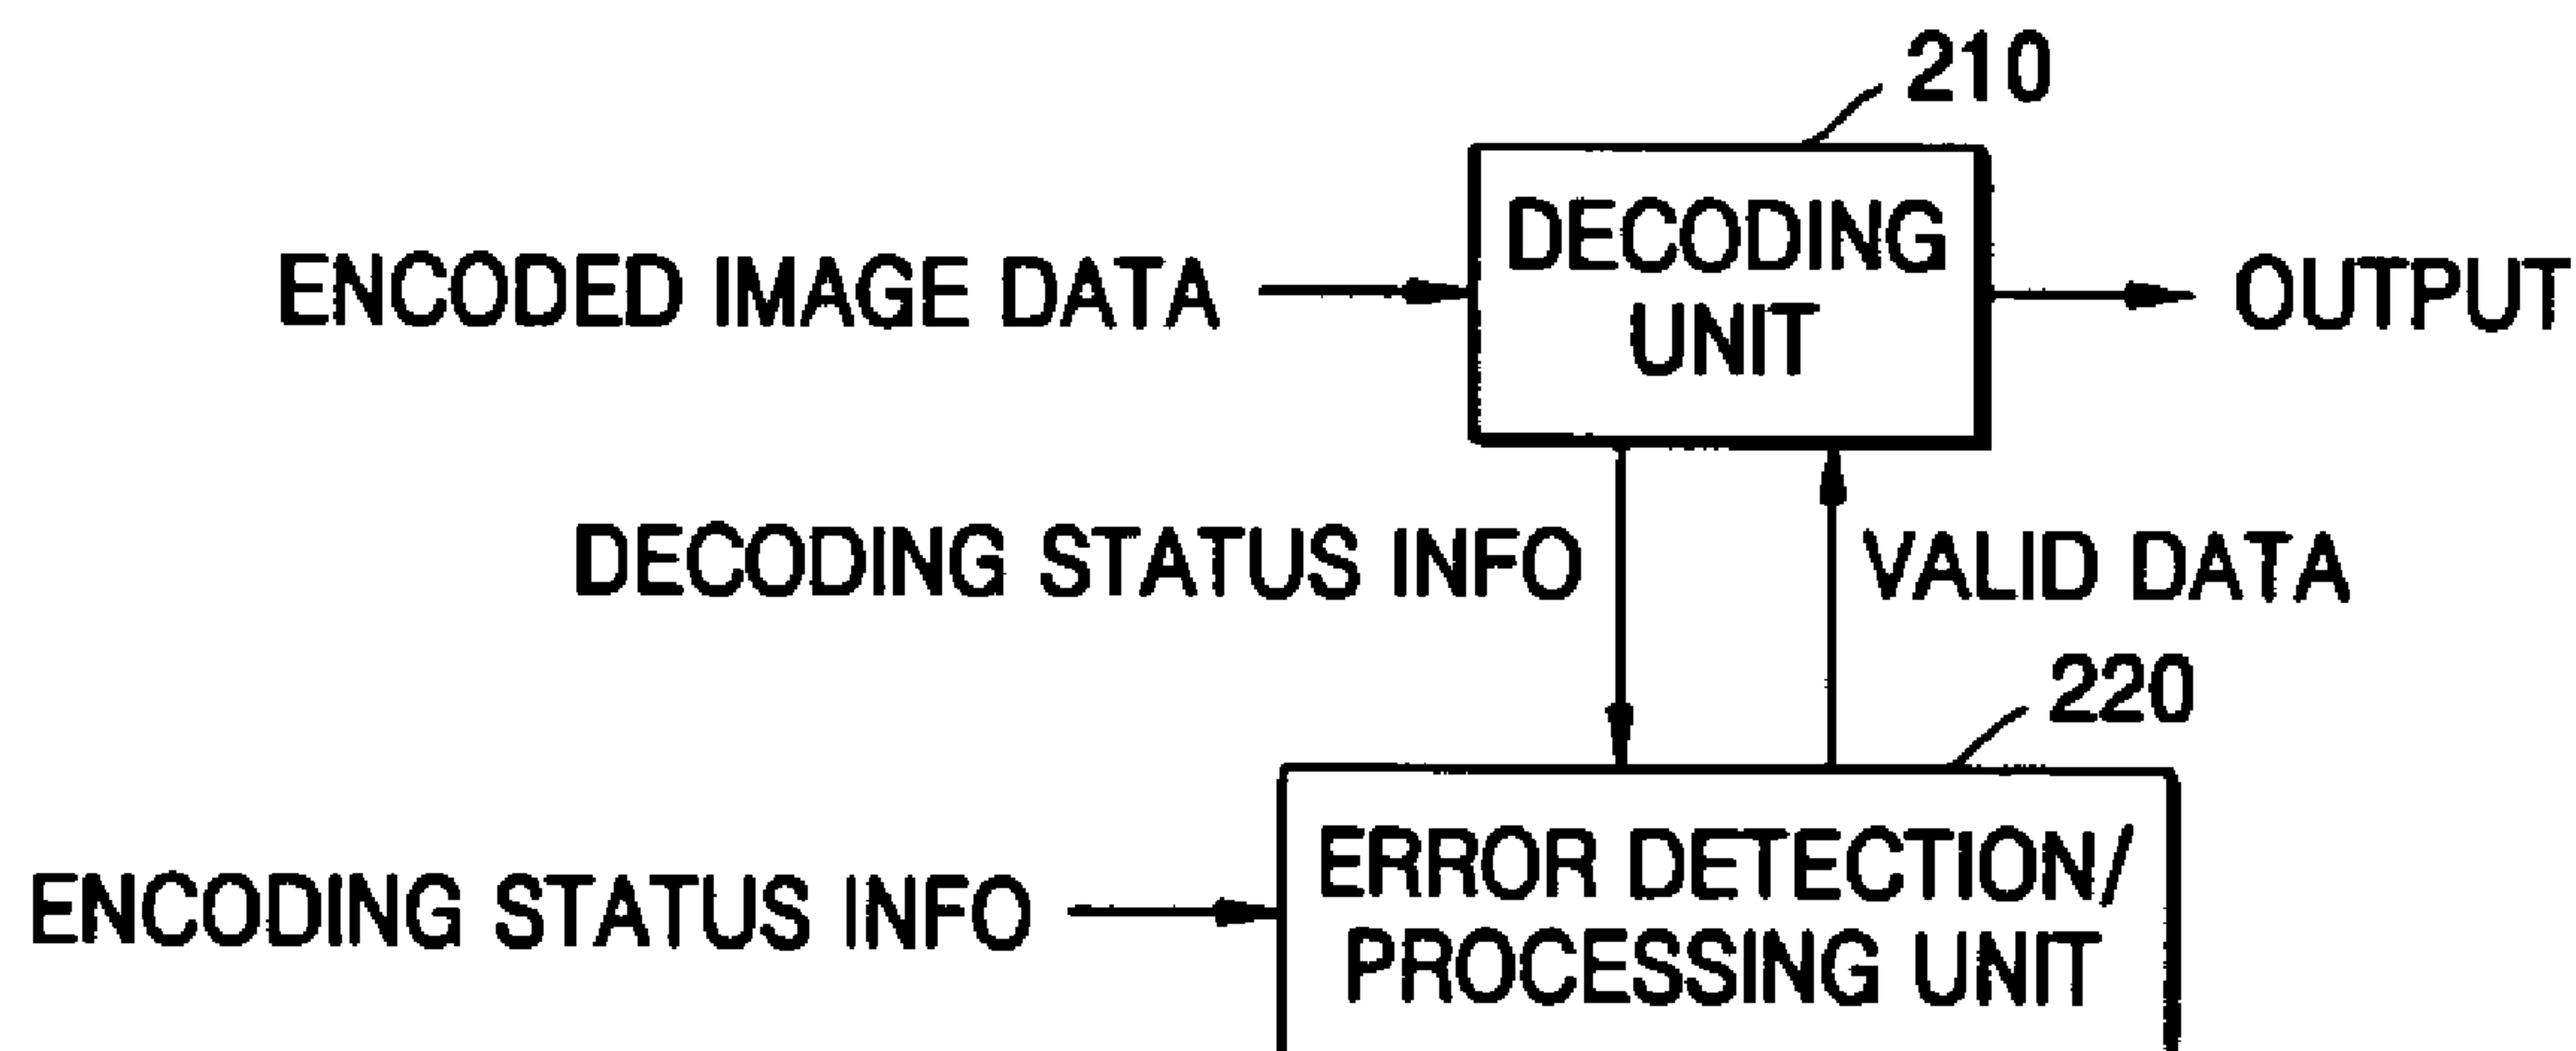 210
ENCODED IMAGE DATA
DECODING
UNIT
OUTPUT
DECODING STATUS INFO
VALID DATA
220
ENCODING STATUS INFO
ERROR DETECTION/
PROCESSING UNIT